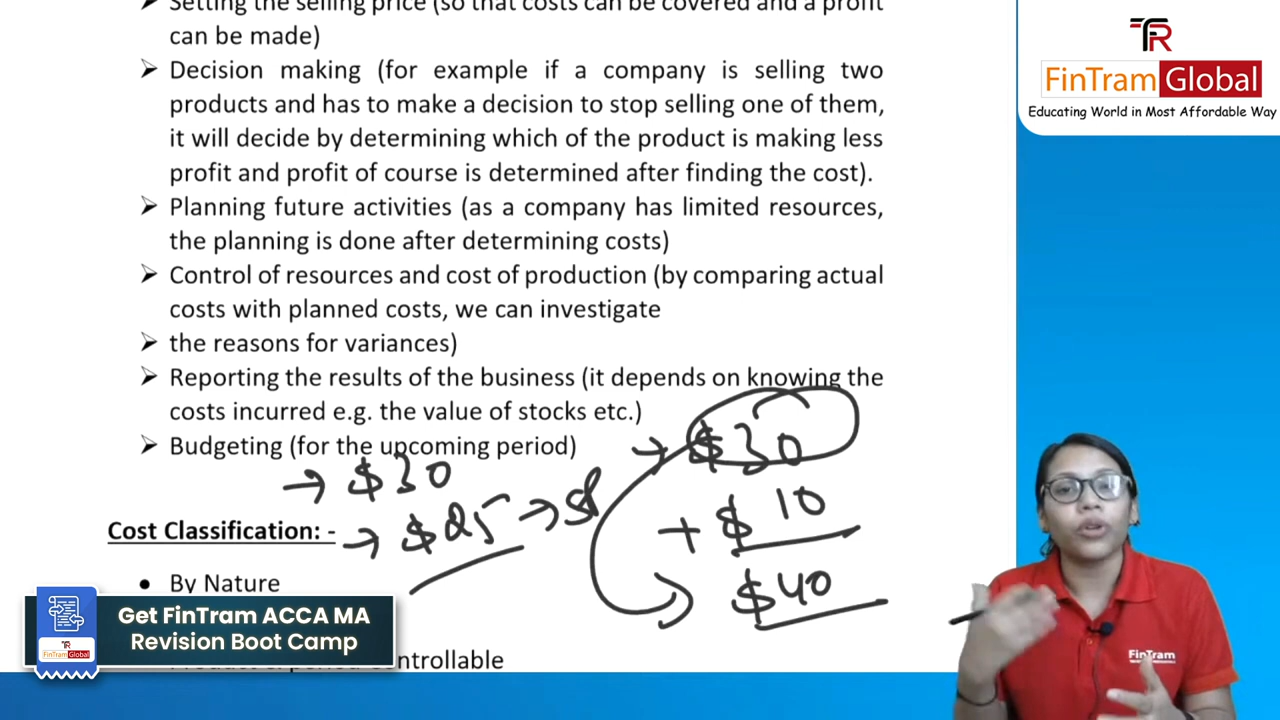 Setting the selling price (so that costs can be covered and a profit
can be made)
➤ Decision making (for example if a company is selling two
products and has to make a decision to stop selling one of them,
it will decide by determining which of the product is making less
profit and profit of course is determined after finding the cost).
➤ Planning future activities (as a company has limited resources,
the planning is done after determining costs)
➤ Control of resources and cost of production (by comparing actual
costs with planned costs, we can investigate
➤ the reasons for variances)
➤ Reporting the results of the business (it depends on knowing the
costs incurred e.g. the value of stocks etc.)
➤ Budgeting (for the upcoming period)
→ $30
→ $25 →
→ $30
+ $10
$40
Cost Classification: -
• By Nature
controllable
Get FinTram ACCA MA
Revision Boot Camp
FinTram Global
FinTram Global
Educating World in Most Affordable Way
FinTram